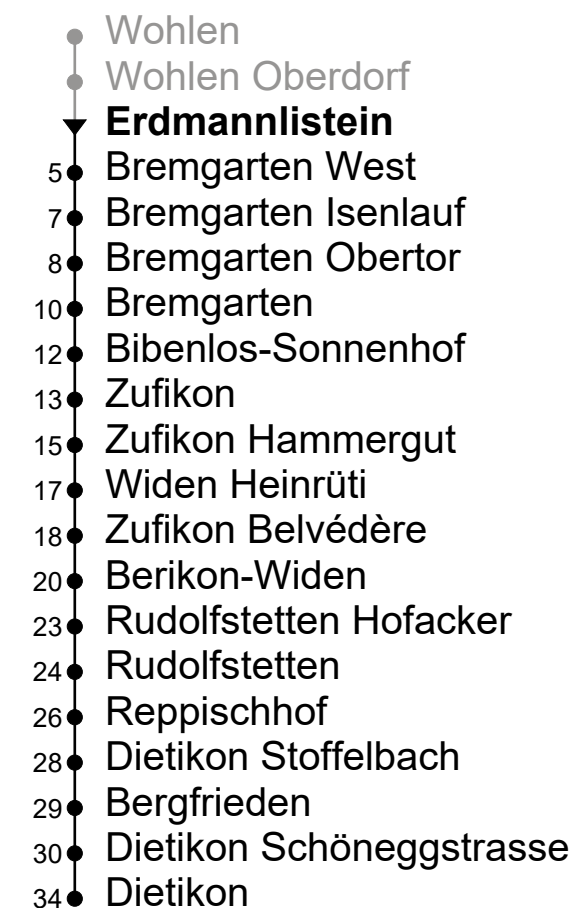 Wohlen
Wohlen Oberdorf
Erdmannlistein
5 Bremgarten West
7 Bremgarten Isenlauf
8 Bremgarten Obertor
10 Bremgarten
12 Bibenlos-Sonnenhof
13 Zufikon
15 Zufikon Hammergut
17 Widen Heinrüti
18 Zufikon Belvédère
20 Berikon-Widen
23 Rudolfstetten Hofacker
24 Rudolfstetten
26 Reppischhof
28 Dietikon Stoffelbach
29 Bergfrieden
30 Dietikon Schöneggstrasse
34 Dietikon